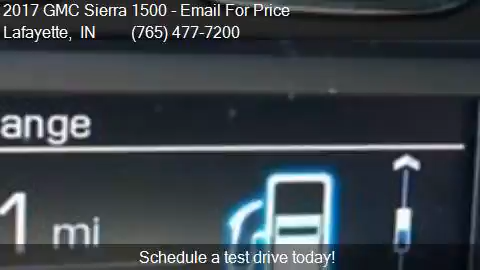 2017 GMC Sierra 1500 - Email For Price
Lafayette, IN (765) 477-7200
ange
1 mi
Schedule a test drive today!